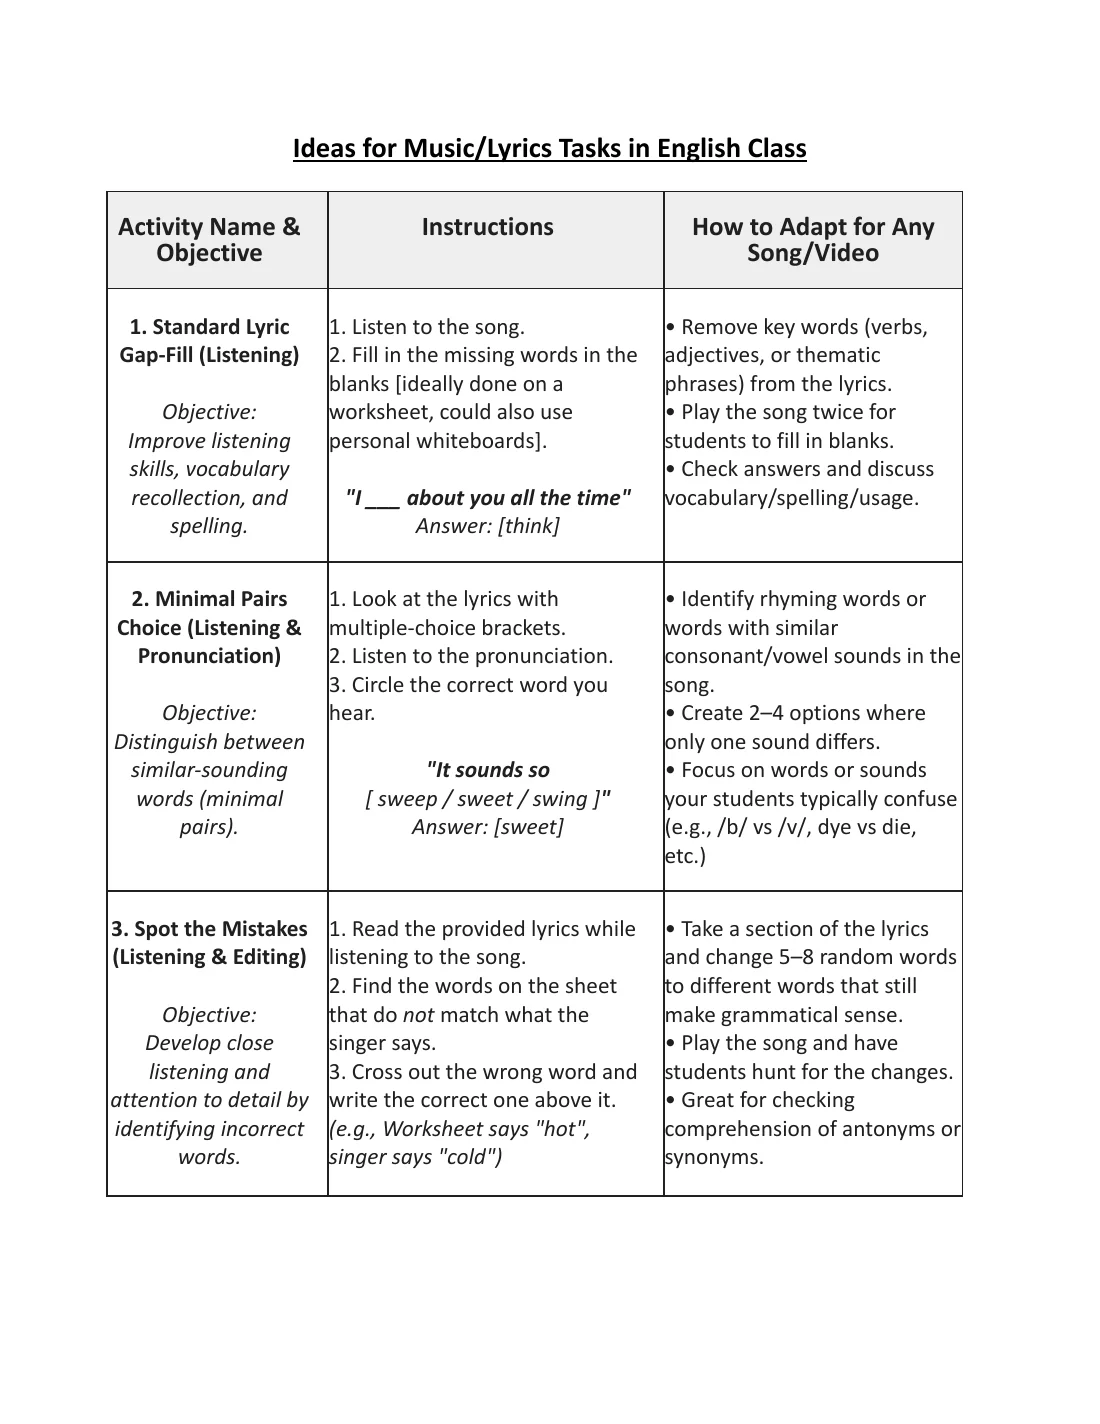 Ideas for Music/Lyrics Tasks in English Class
Activity Name &
Objective
Instructions
How to Adapt for Any
Song/Video
1. Standard Lyric
Gap-Fill (Listening)
Objective:
Improve listening
skills, vocabulary
recollection, and
spelling.
1. Listen to the song.
2. Fill in the missing words in the
blanks [ideally done on a
worksheet, could also use
personal whiteboards].
"I ___ about you all the time"
Answer: [think]
• Remove key words (verbs,
adjectives, or thematic
phrases) from the lyrics.
• Play the song twice for
students to fill in blanks.
• Check answers and discuss
vocabulary/spelling/usage.
2. Minimal Pairs
Choice (Listening &
Pronunciation)
Objective:
Distinguish between
similar-sounding
words (minimal
pairs).
1. Look at the lyrics with
multiple-choice brackets.
2. Listen to the pronunciation.
3. Circle the correct word you
hear.
"It sounds so
[ sweep / sweet / swing ]"
Answer: [sweet]
• Identify rhyming words or
words with similar
consonant/vowel sounds in the
song.
• Create 2–4 options where
only one sound differs.
• Focus on words or sounds
your students typically confuse
(e.g., /b/ vs /v/, dye vs die,
etc.)
3. Spot the Mistakes
(Listening & Editing)
Objective:
Develop close
listening and
attention to detail by
identifying incorrect
words.
1. Read the provided lyrics while
listening to the song.
2. Find the words on the sheet
that do not match what the
singer says.
3. Cross out the wrong word and
write the correct one above it.
(e.g., Worksheet says "hot",
singer says "cold")
• Take a section of the lyrics
and change 5–8 random words
to different words that still
make grammatical sense.
• Play the song and have
students hunt for the changes.
• Great for checking
comprehension of antonyms or
synonyms.